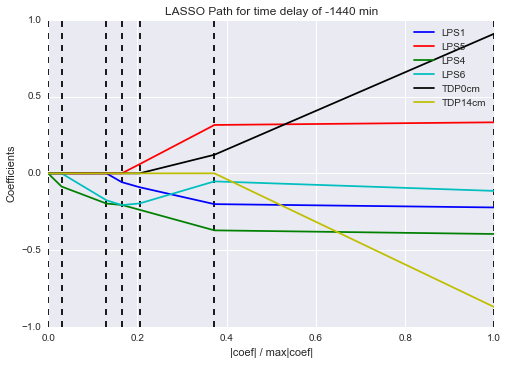 LASSO Path for time delay of -1440 min
1.0
0.5
0.0
−0.5
−1.0
Coefficients
LPS1
LPS5
LPS4
LPS6
TDP0cm
TDP14cm
0.0 0.2 0.4 0.6 0.8 1.0
|coef| / max|coef|